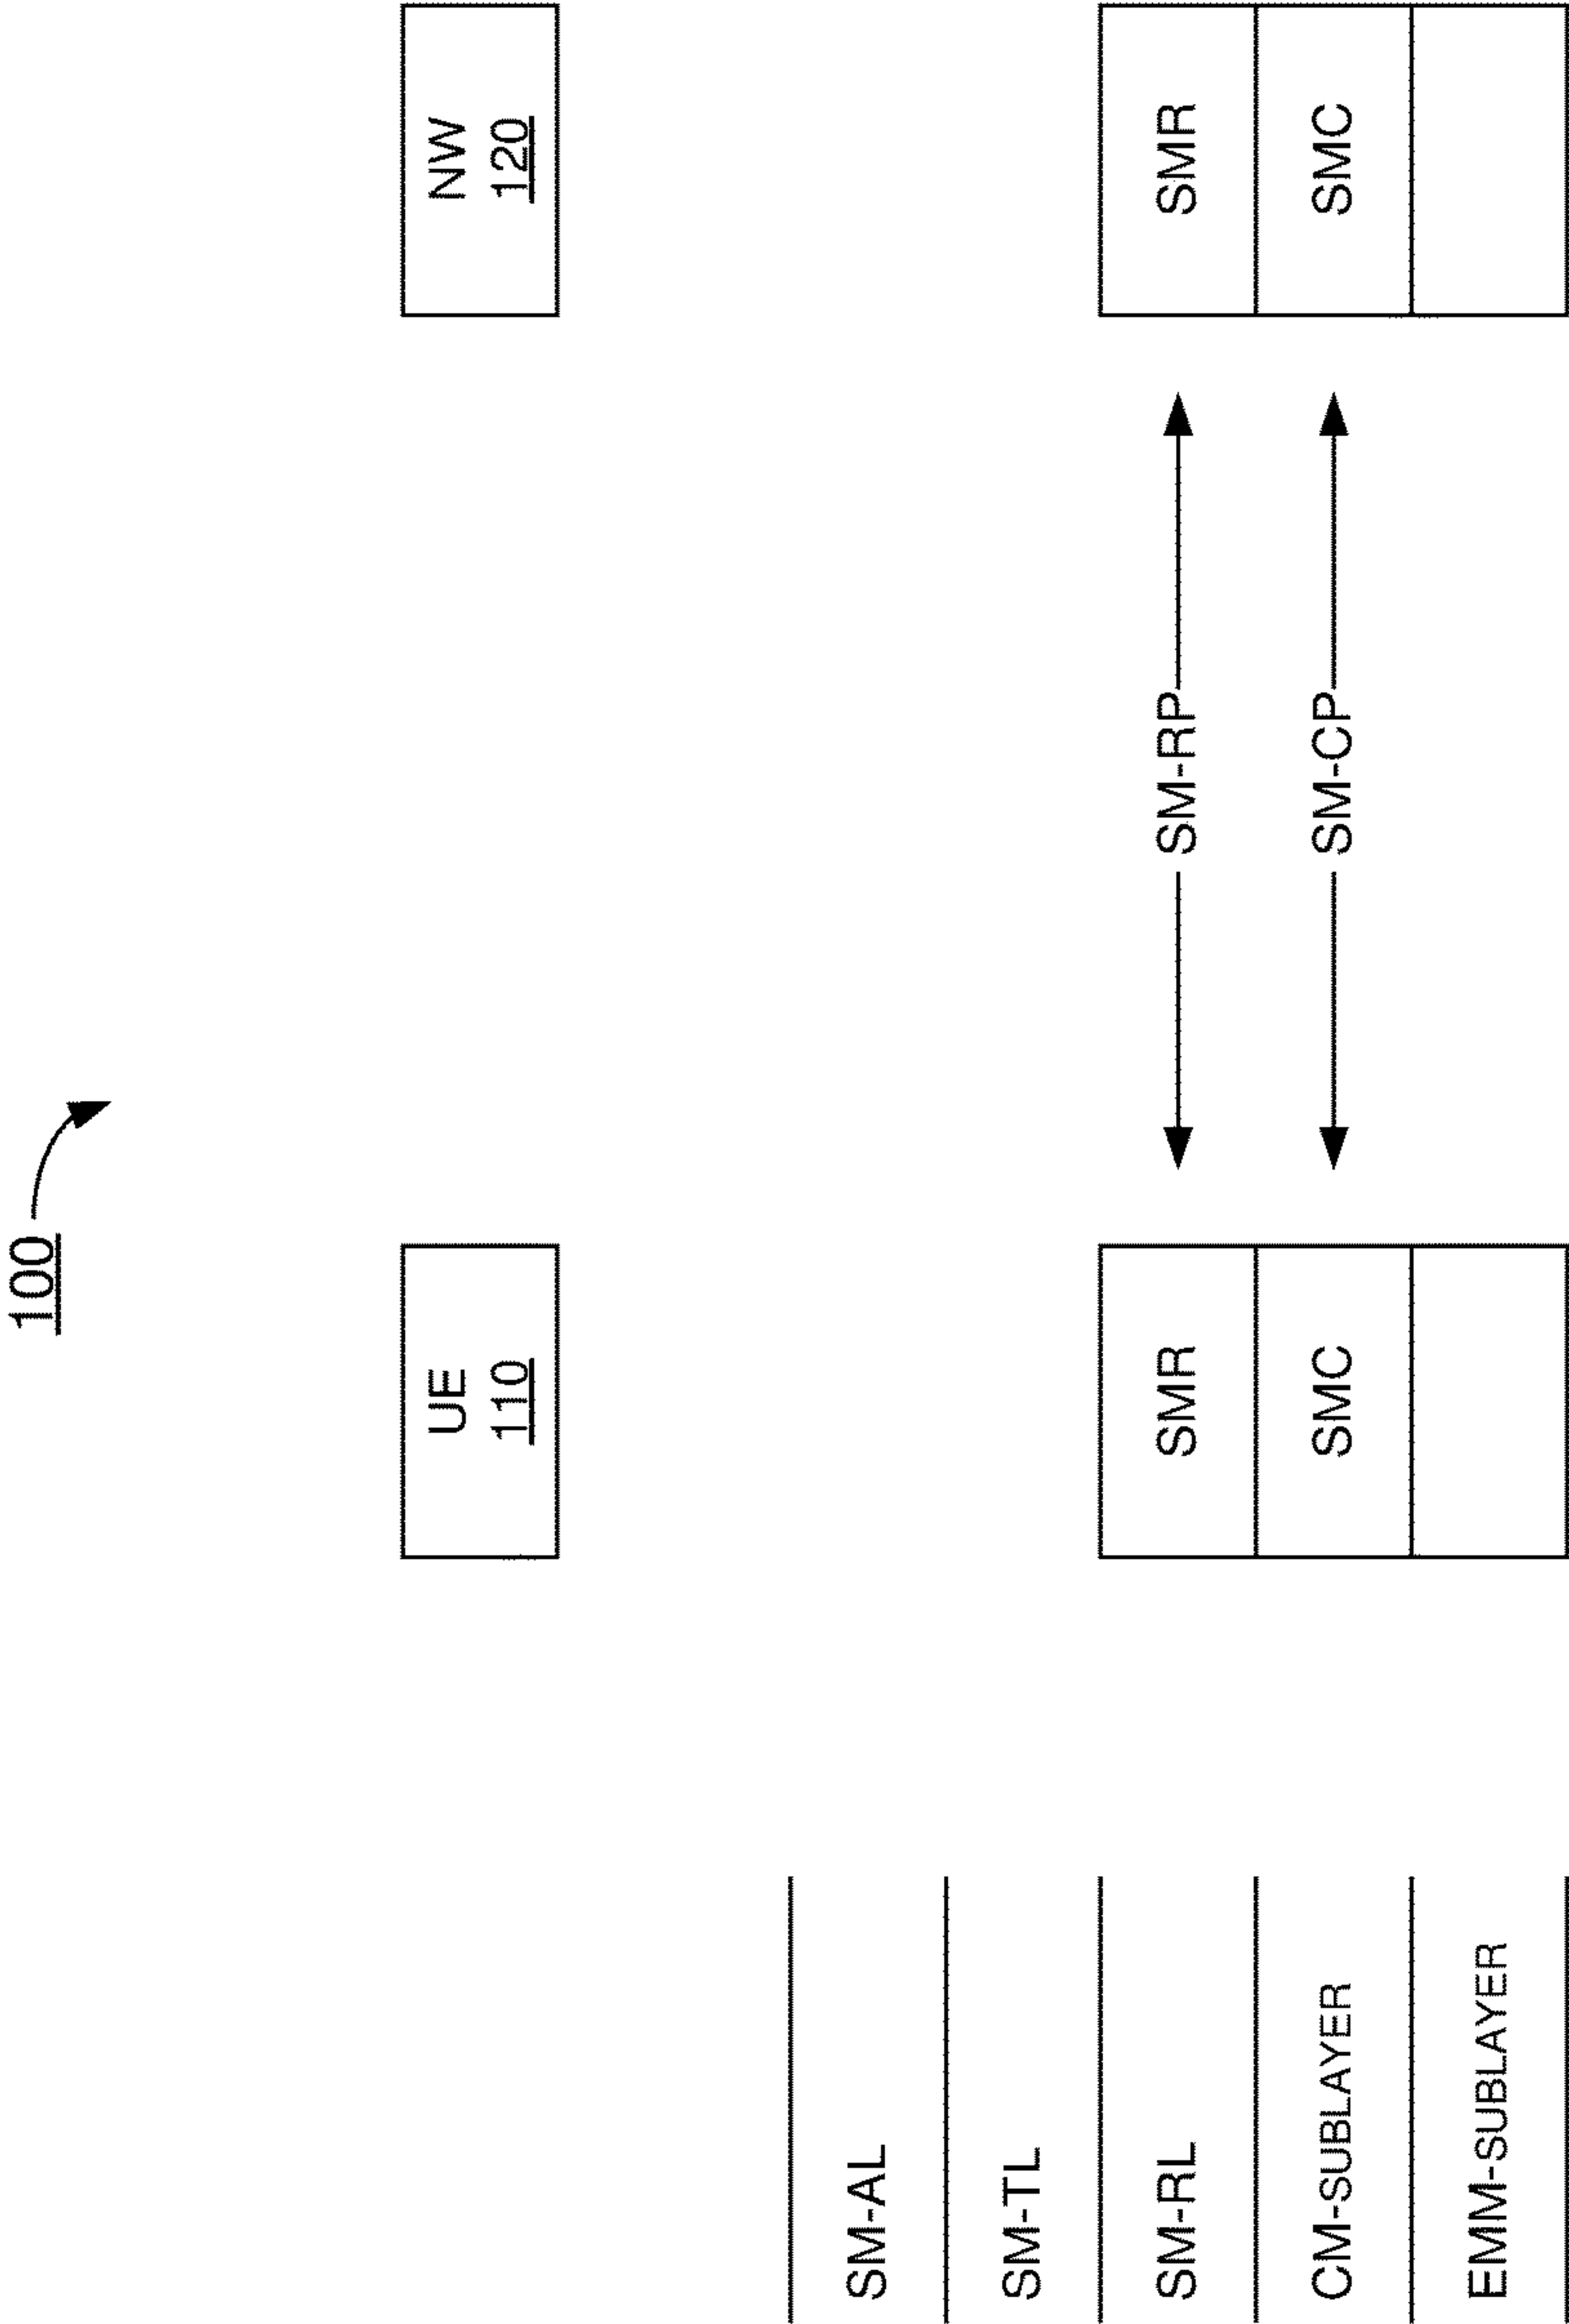 100
UE
110
NW
120
SM-AL
SM-TL
SM-RL
SMR
SM-RP
SMR
CM-SUBLAYER
SMC
SM-CP
SMC
EMM-SUBLAYER